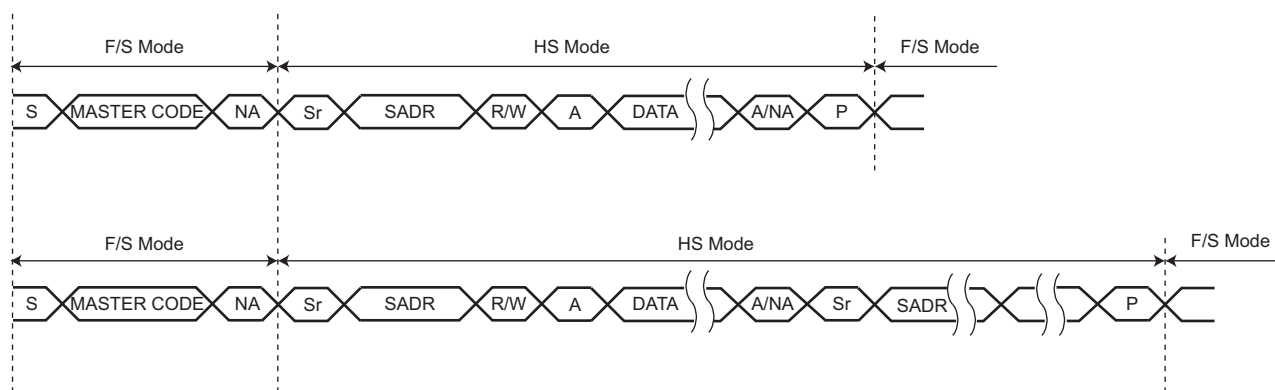 F/S Mode HS Mode F/S Mode
S MASTER CODE NA Sr SADR R/W A DATA A/NA P
F/S Mode HS Mode F/S Mode
S MASTER CODE NA Sr SADR R/W A DATA A/NA Sr SADR P